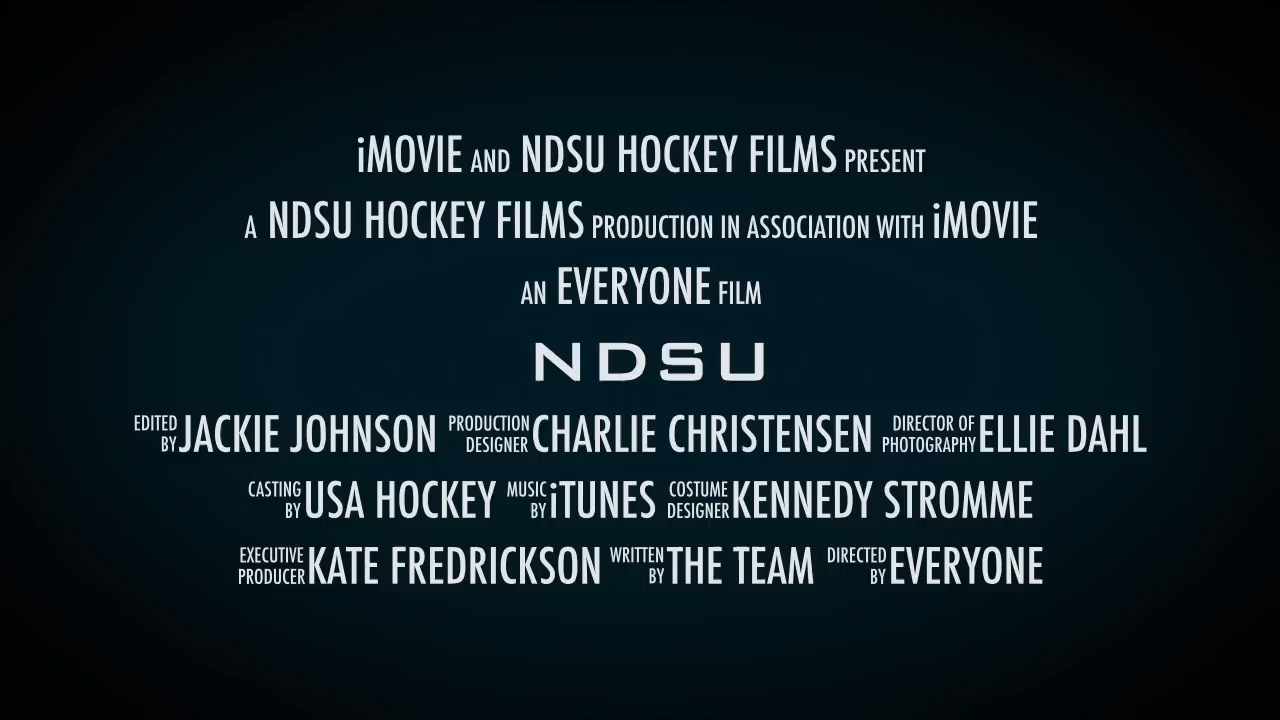 iMOVIE AND NDSU HOCKEY FILMS PRESENT
A NDSU HOCKEY FILMS PRODUCTION IN ASSOCIATION WITH iMOVIE
AN EVERYONE FILM
NDSU
EDITED BY JACKIE JOHNSON PRODUCTION DESIGNER CHARLIE CHRISTENSEN DIRECTOR OF PHOTOGRAPHY ELLIE DAHL
CASTING BY USA HOCKEY MUSIC BY iTUNES COSTUME DESIGNER KENNEDY STROMME
EXECUTIVE PRODUCER KATE FREDRICKSON WRITTEN BY THE TEAM DIRECTED BY EVERYONE